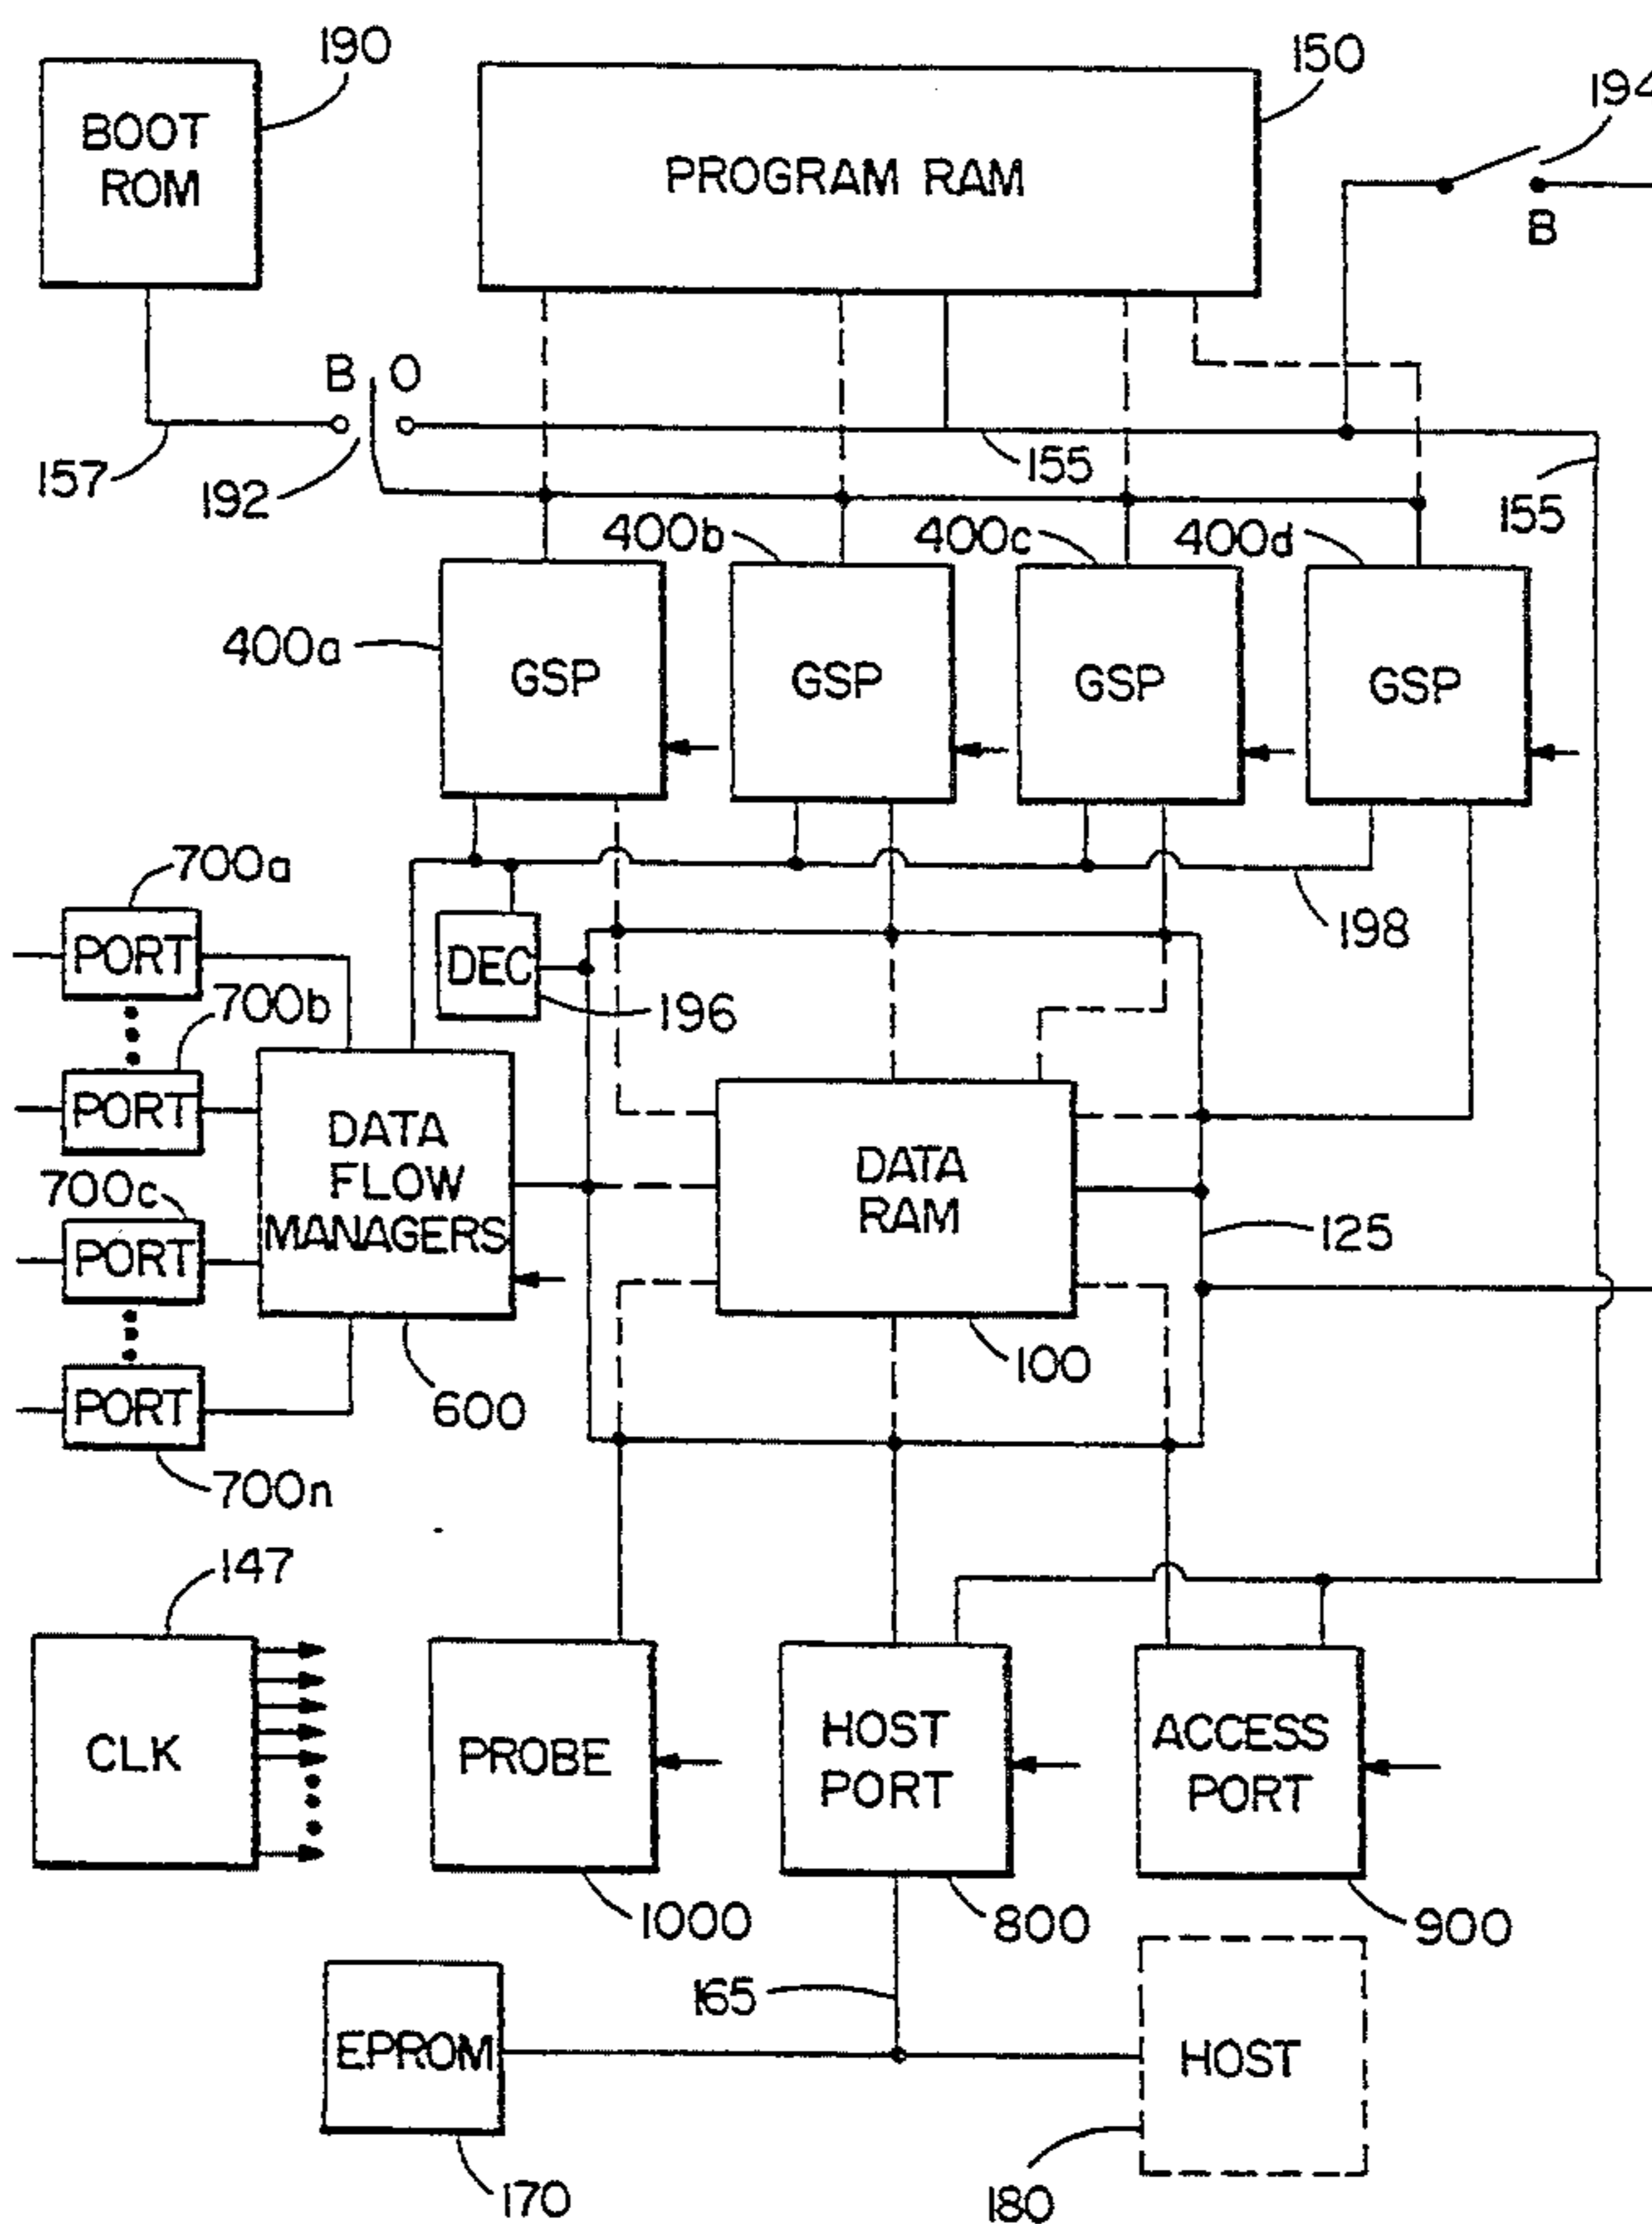 190
150
194
BOOT
ROM
PROGRAM RAM
B
B O
157
192
155
155
400b
400c
400d
400a
GSP
GSP
GSP
GSP
700a
198
PORT
DEC
700b
196
PORT
DATA
FLOW
MANAGERS
DATA
RAM
700c
125
PORT
100
600
PORT
700n
147
CLK
PROBE
HOST
PORT
ACCESS
PORT
1000
800
900
165
EPROM
HOST
170
180